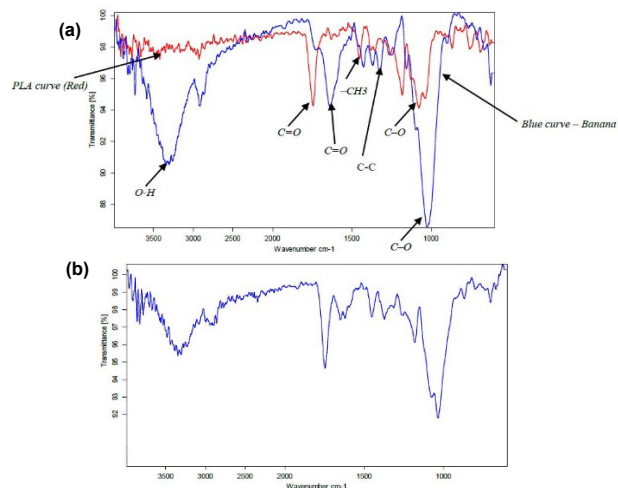 (a)
100
98
96
94
92
90
88
Transmittance [%]
PLA curve (Red)
–CH3
C=O
C=O
C-C
C–O
Blue curve – Banana
O-H
C–O
3500 3000 2500 2000 1500 1000
Wavenumber cm-1
(b)
100
99
98
97
96
95
94
93
92
Transmittance [%]
3500 3000 2500 2000 1500 1000
Wavenumber cm-1